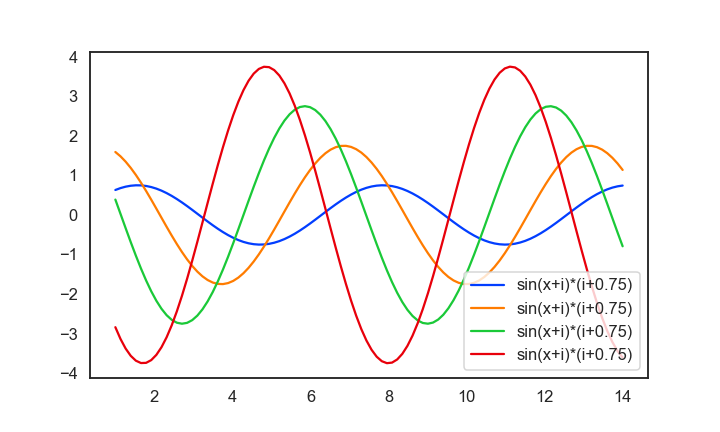 4
3
2
1
0
−1
−2
−3
−4
sin(x+i)*(i+0.75)
sin(x+i)*(i+0.75)
sin(x+i)*(i+0.75)
sin(x+i)*(i+0.75)
2 4 6 8 10 12 14